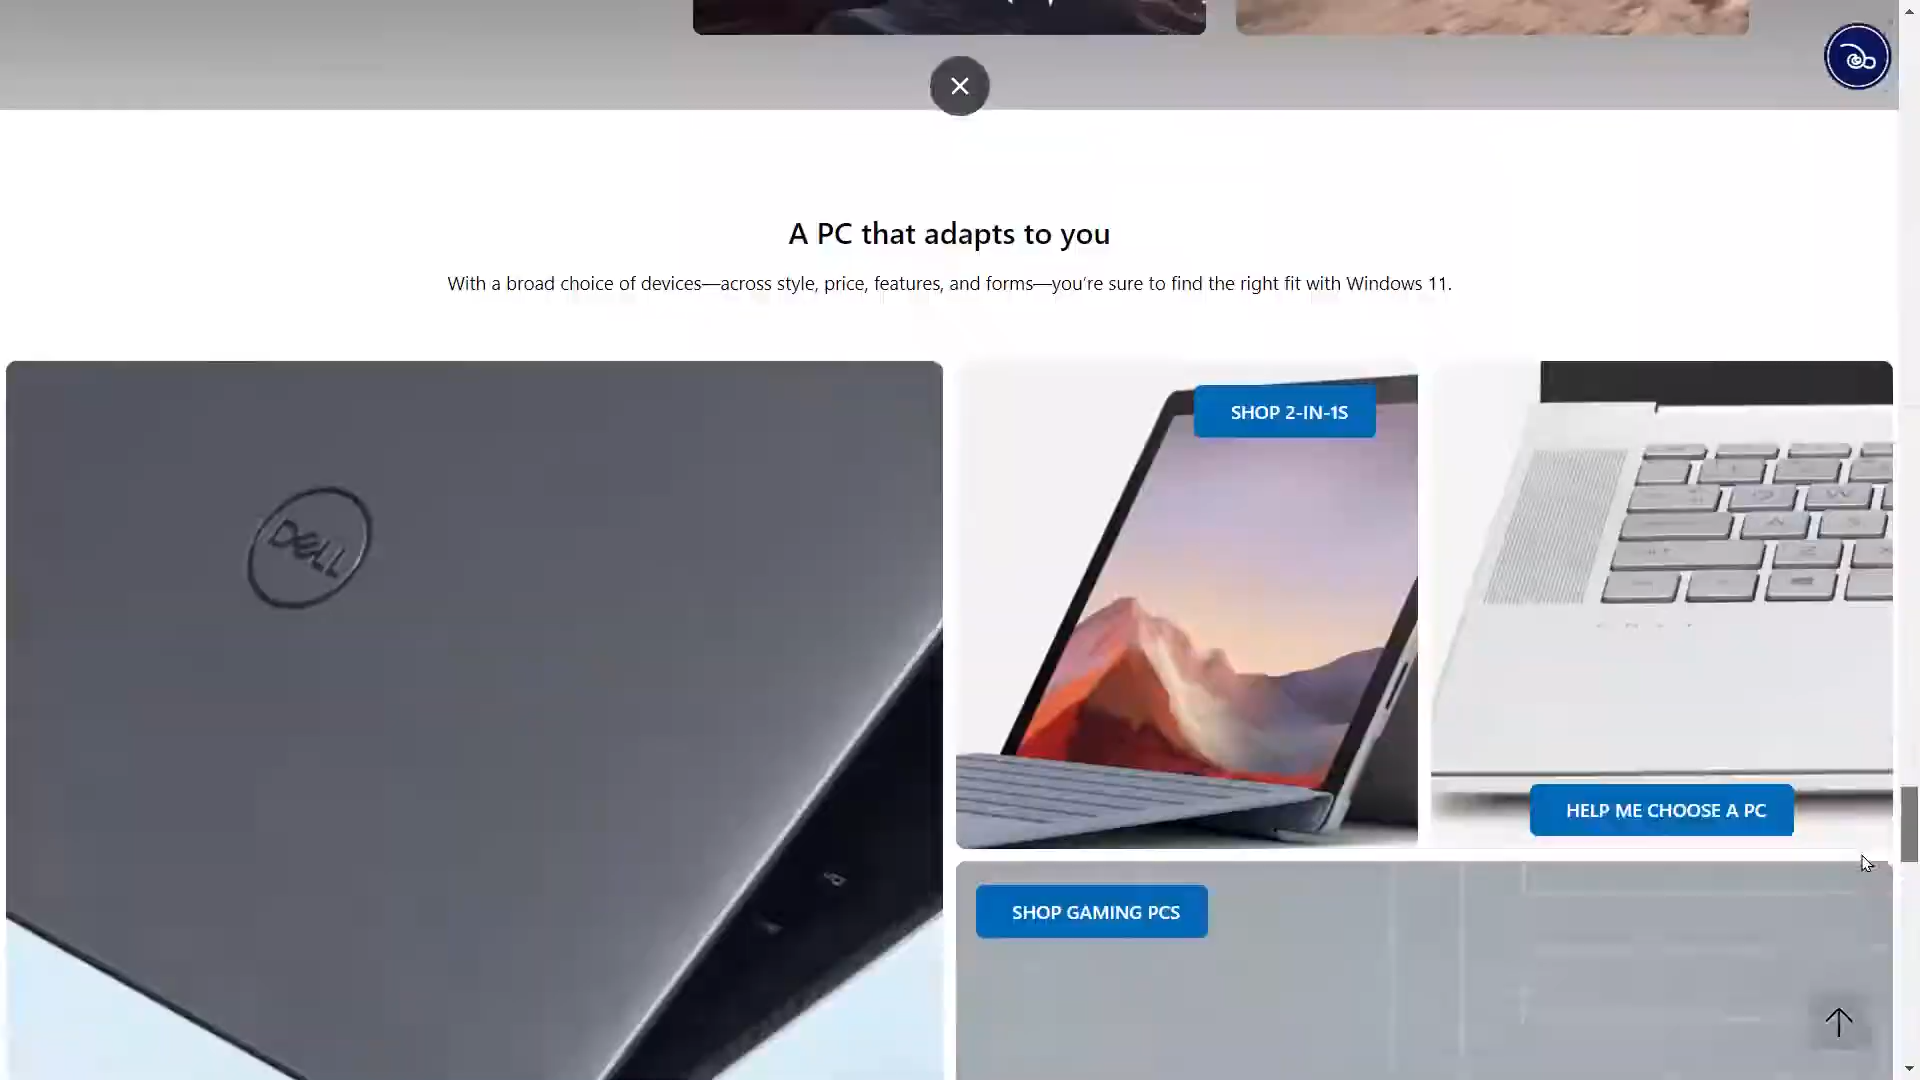 A PC that adapts to you
With a broad choice of devices—across style, price, features, and forms—you're sure to find the right fit with Windows 11.
SHOP 2-IN-1S
DELL
HELP ME CHOOSE A PC
SHOP GAMING PCS